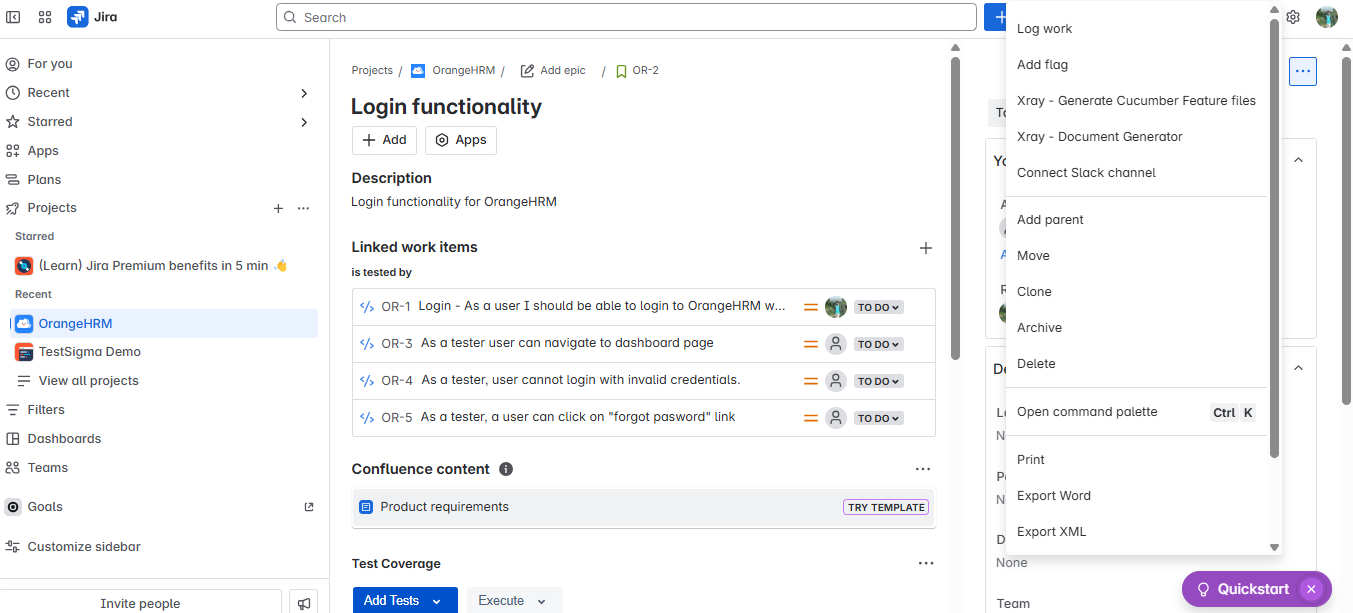 Jira
Search
For you
Recent
Starred
Apps
Plans
Projects
Starred
(Learn) Jira Premium benefits in 5 min
Recent
OrangeHRM
TestSigma Demo
View all projects
Filters
Dashboards
Teams
Goals
Customize sidebar
Invite people
Projects / OrangeHRM / Add epic / OR-2
Login functionality
Add
Apps
Description
Login functionality for OrangeHRM
Linked work items
is tested by
OR-1 Login - As a user I should be able to login to OrangeHRM w... TO DO
OR-3 As a tester user can navigate to dashboard page TO DO
OR-4 As a tester, user cannot login with invalid credentials. TO DO
OR-5 As a tester, a user can click on "forgot pasword" link TO DO
Confluence content
Product requirements TRY TEMPLATE
Test Coverage
Add Tests
Execute
Log work
Add flag
Xray - Generate Cucumber Feature files
Xray - Document Generator
Connect Slack channel
Add parent
Move
Clone
Archive
Delete
Open command palette Ctrl K
Print
Export Word
Export XML
None
Team
Quickstart